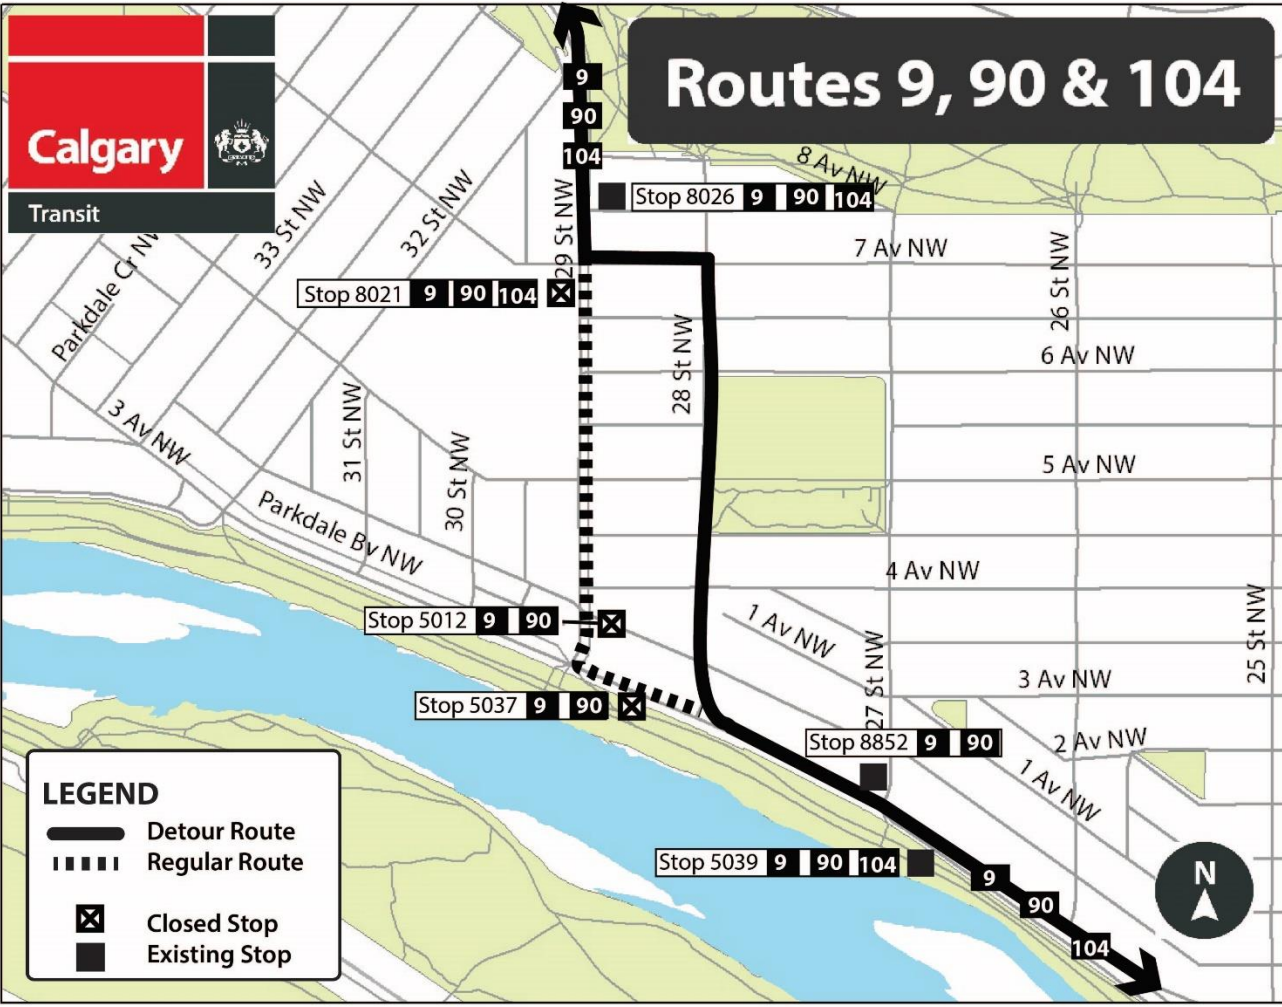 Calgary
Transit
Routes 9, 90 & 104
9
90
104
8 Av NW
Stop 8026 9 90 104
33 St NW
32 St NW
29 St NW
Parkdale Cr NW
7 Av NW
26 St NW
Stop 8021 9 90 104
28 St NW
6 Av NW
3 Av NW
31 St NW
30 St NW
5 Av NW
Parkdale Bv NW
4 Av NW
Stop 5012 9 90
1 Av NW
27 St NW
25 St NW
3 Av NW
Stop 5037 9 90
Stop 8852 9 90
2 Av NW
1 Av NW
LEGEND
Detour Route
Regular Route
Closed Stop
Existing Stop
Stop 5039 9 90 104
9
90
104
N